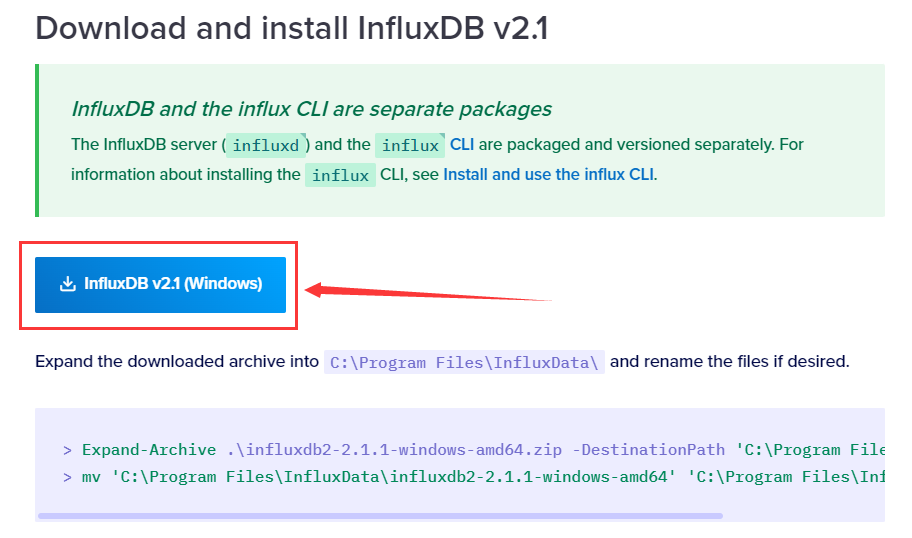 Download and install InfluxDB v2.1
InfluxDB and the influx CLI are separate packages
The InfluxDB server (influxd) and the influx CLI are packaged and versioned separately. For
information about installing the influx CLI, see Install and use the influx CLI.
InfluxDB v2.1 (Windows)
Expand the downloaded archive into C:\Program Files\InfluxData\ and rename the files if desired.
> Expand-Archive .\influxdb2-2.1.1-windows-amd64.zip -DestinationPath 'C:\Program File
> mv 'C:\Program Files\InfluxData\influxdb2-2.1.1-windows-amd64' 'C:\Program Files\Inf